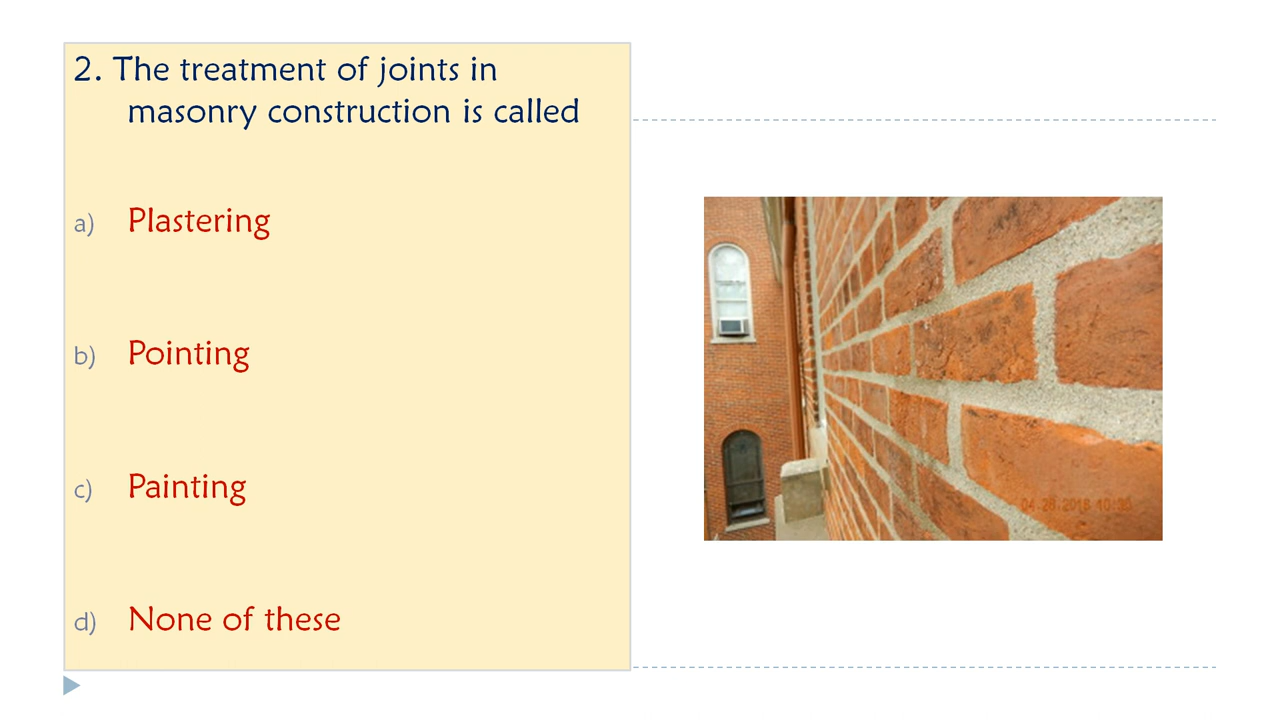 2. The treatment of joints in
masonry construction is called
a) Plastering
b) Pointing
c) Painting
d) None of these